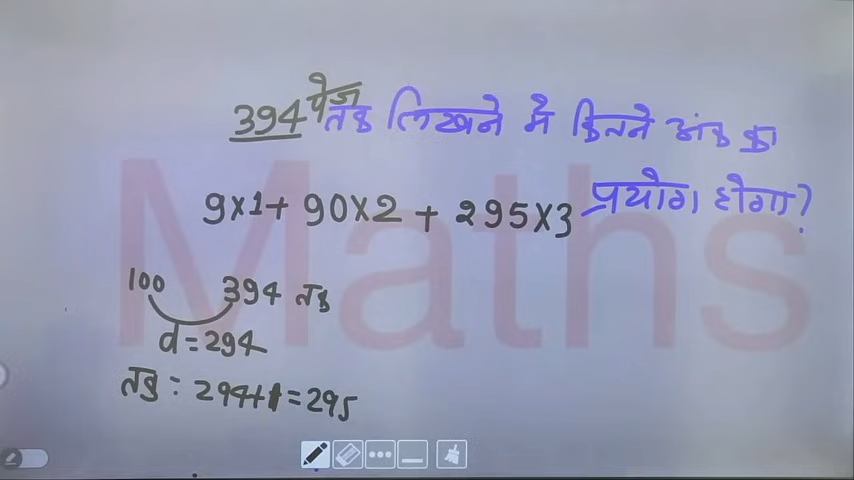 394 पेज तक लिखने में कितने अंक का
प्रयोग होगा?
9x1+ 90x2 + 295x3
100 394 तक
d=294
तक : 294+1=295
Maths